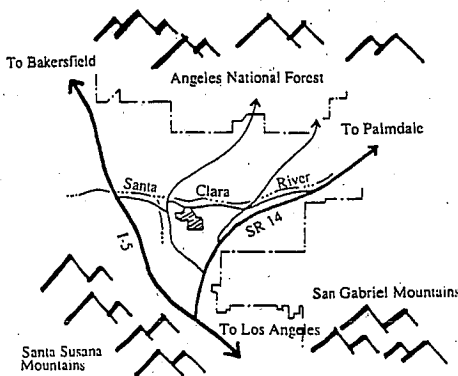 To Bakersfield
Angeles National Forest
To Palmdale
Santa Clara River
I-5
SR 14
San Gabriel Mountains
To Los Angeles
Santa Susana
Mountains